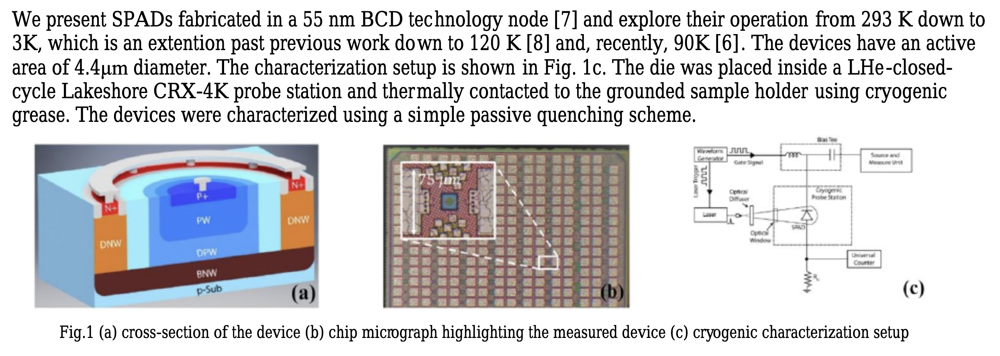 We present SPADs fabricated in a 55 nm BCD technology node [7] and explore their operation from 293 K down to
3K, which is an extention past previous work down to 120 K [8] and, recently, 90K [6]. The devices have an active
area of 4.4μm diameter. The characterization setup is shown in Fig. 1c. The die was placed inside a LHe-closed-
cycle Lakeshore CRX-4K probe station and thermally contacted to the grounded sample holder using cryogenic
grease. The devices were characterized using a simple passive quenching scheme.
N+
P+
N+
PW
DNW
DNW
DPW
BNW
p-Sub
(a)
75 μm
(b)
Bias Tee
Waveform
Generator
Gate Signal
Source and
Measure Unit
Laser Trigger
Optical
Diffuser
Cryogenic
Probe Station
Laser
SPAD
Optical
Window
Universal
Counter
(c)
Fig.1 (a) cross-section of the device (b) chip micrograph highlighting the measured device (c) cryogenic characterization setup